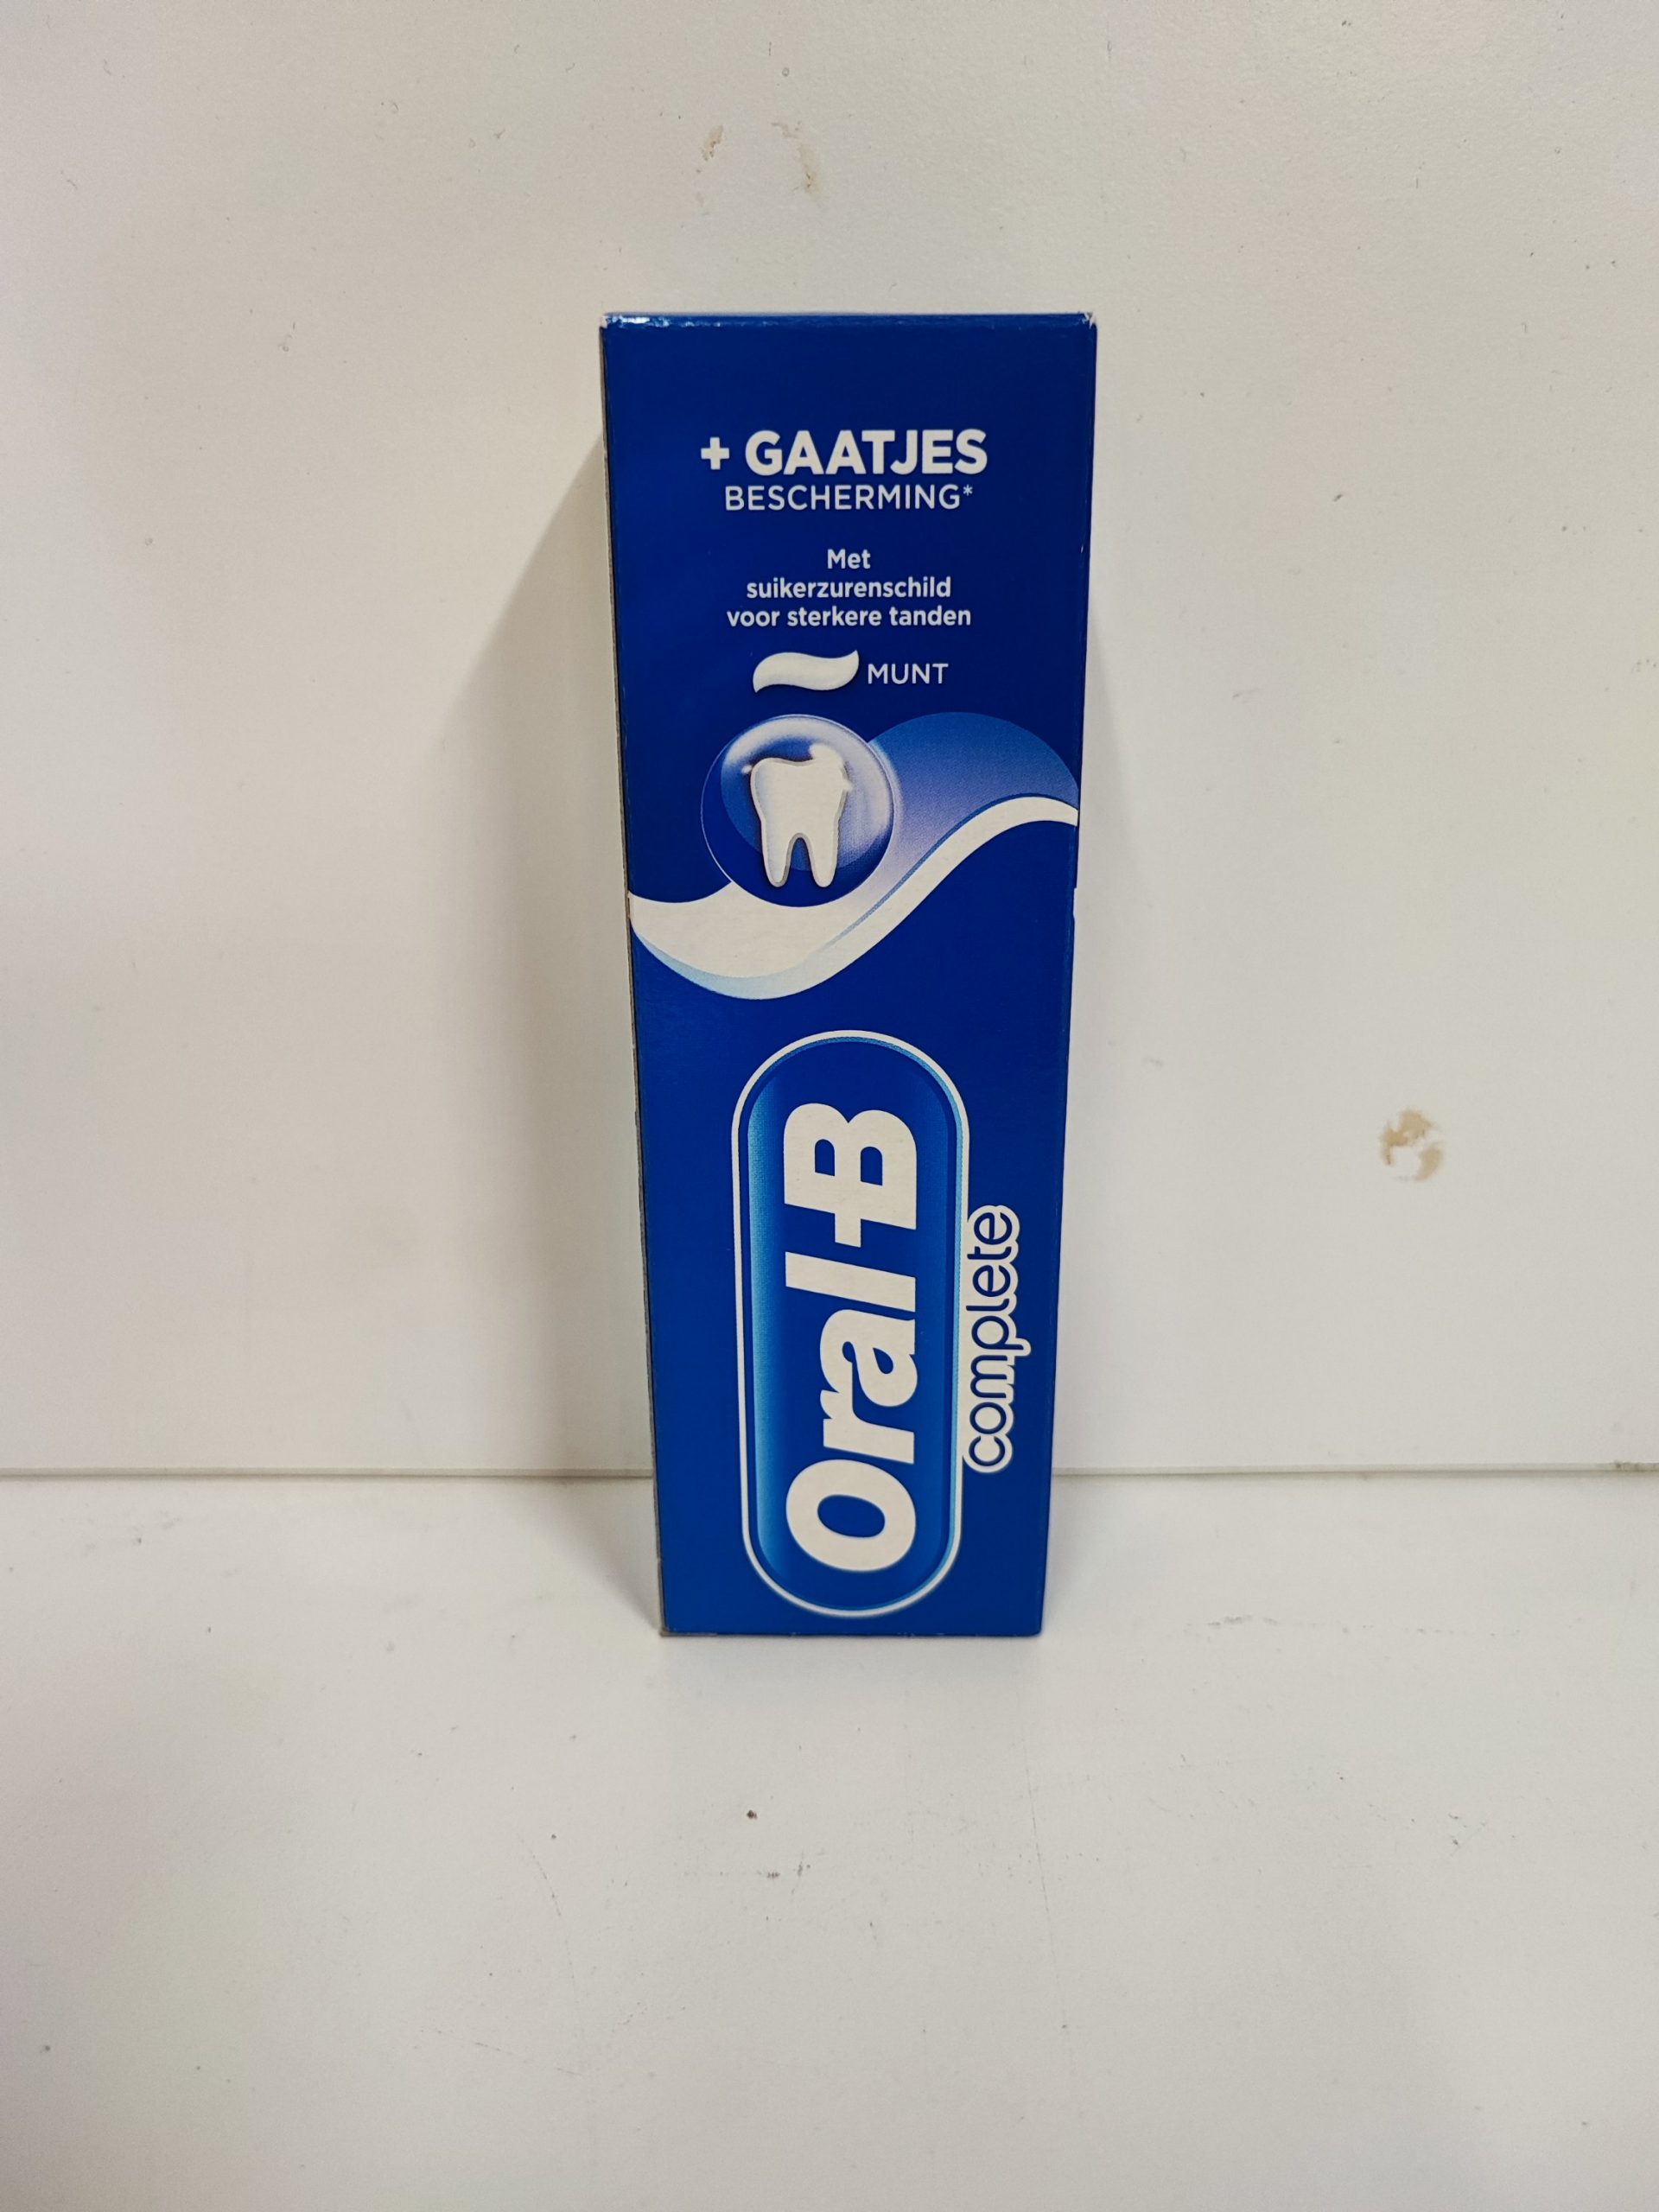 + GAATJES
BESCHERMING*
Met
suikerzurenschild
voor sterkere tanden
MUNT
Oral-B
complete